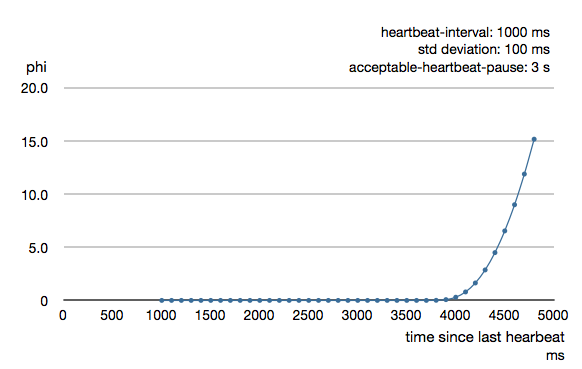 heartbeat-interval: 1000 ms
std deviation: 100 ms
phi
acceptable-heartbeat-pause: 3 s
20.0
15.0
10.0
5.0
0
0 500 1000 1500 2000 2500 3000 3500 4000 4500 5000
time since last hearbeat
ms